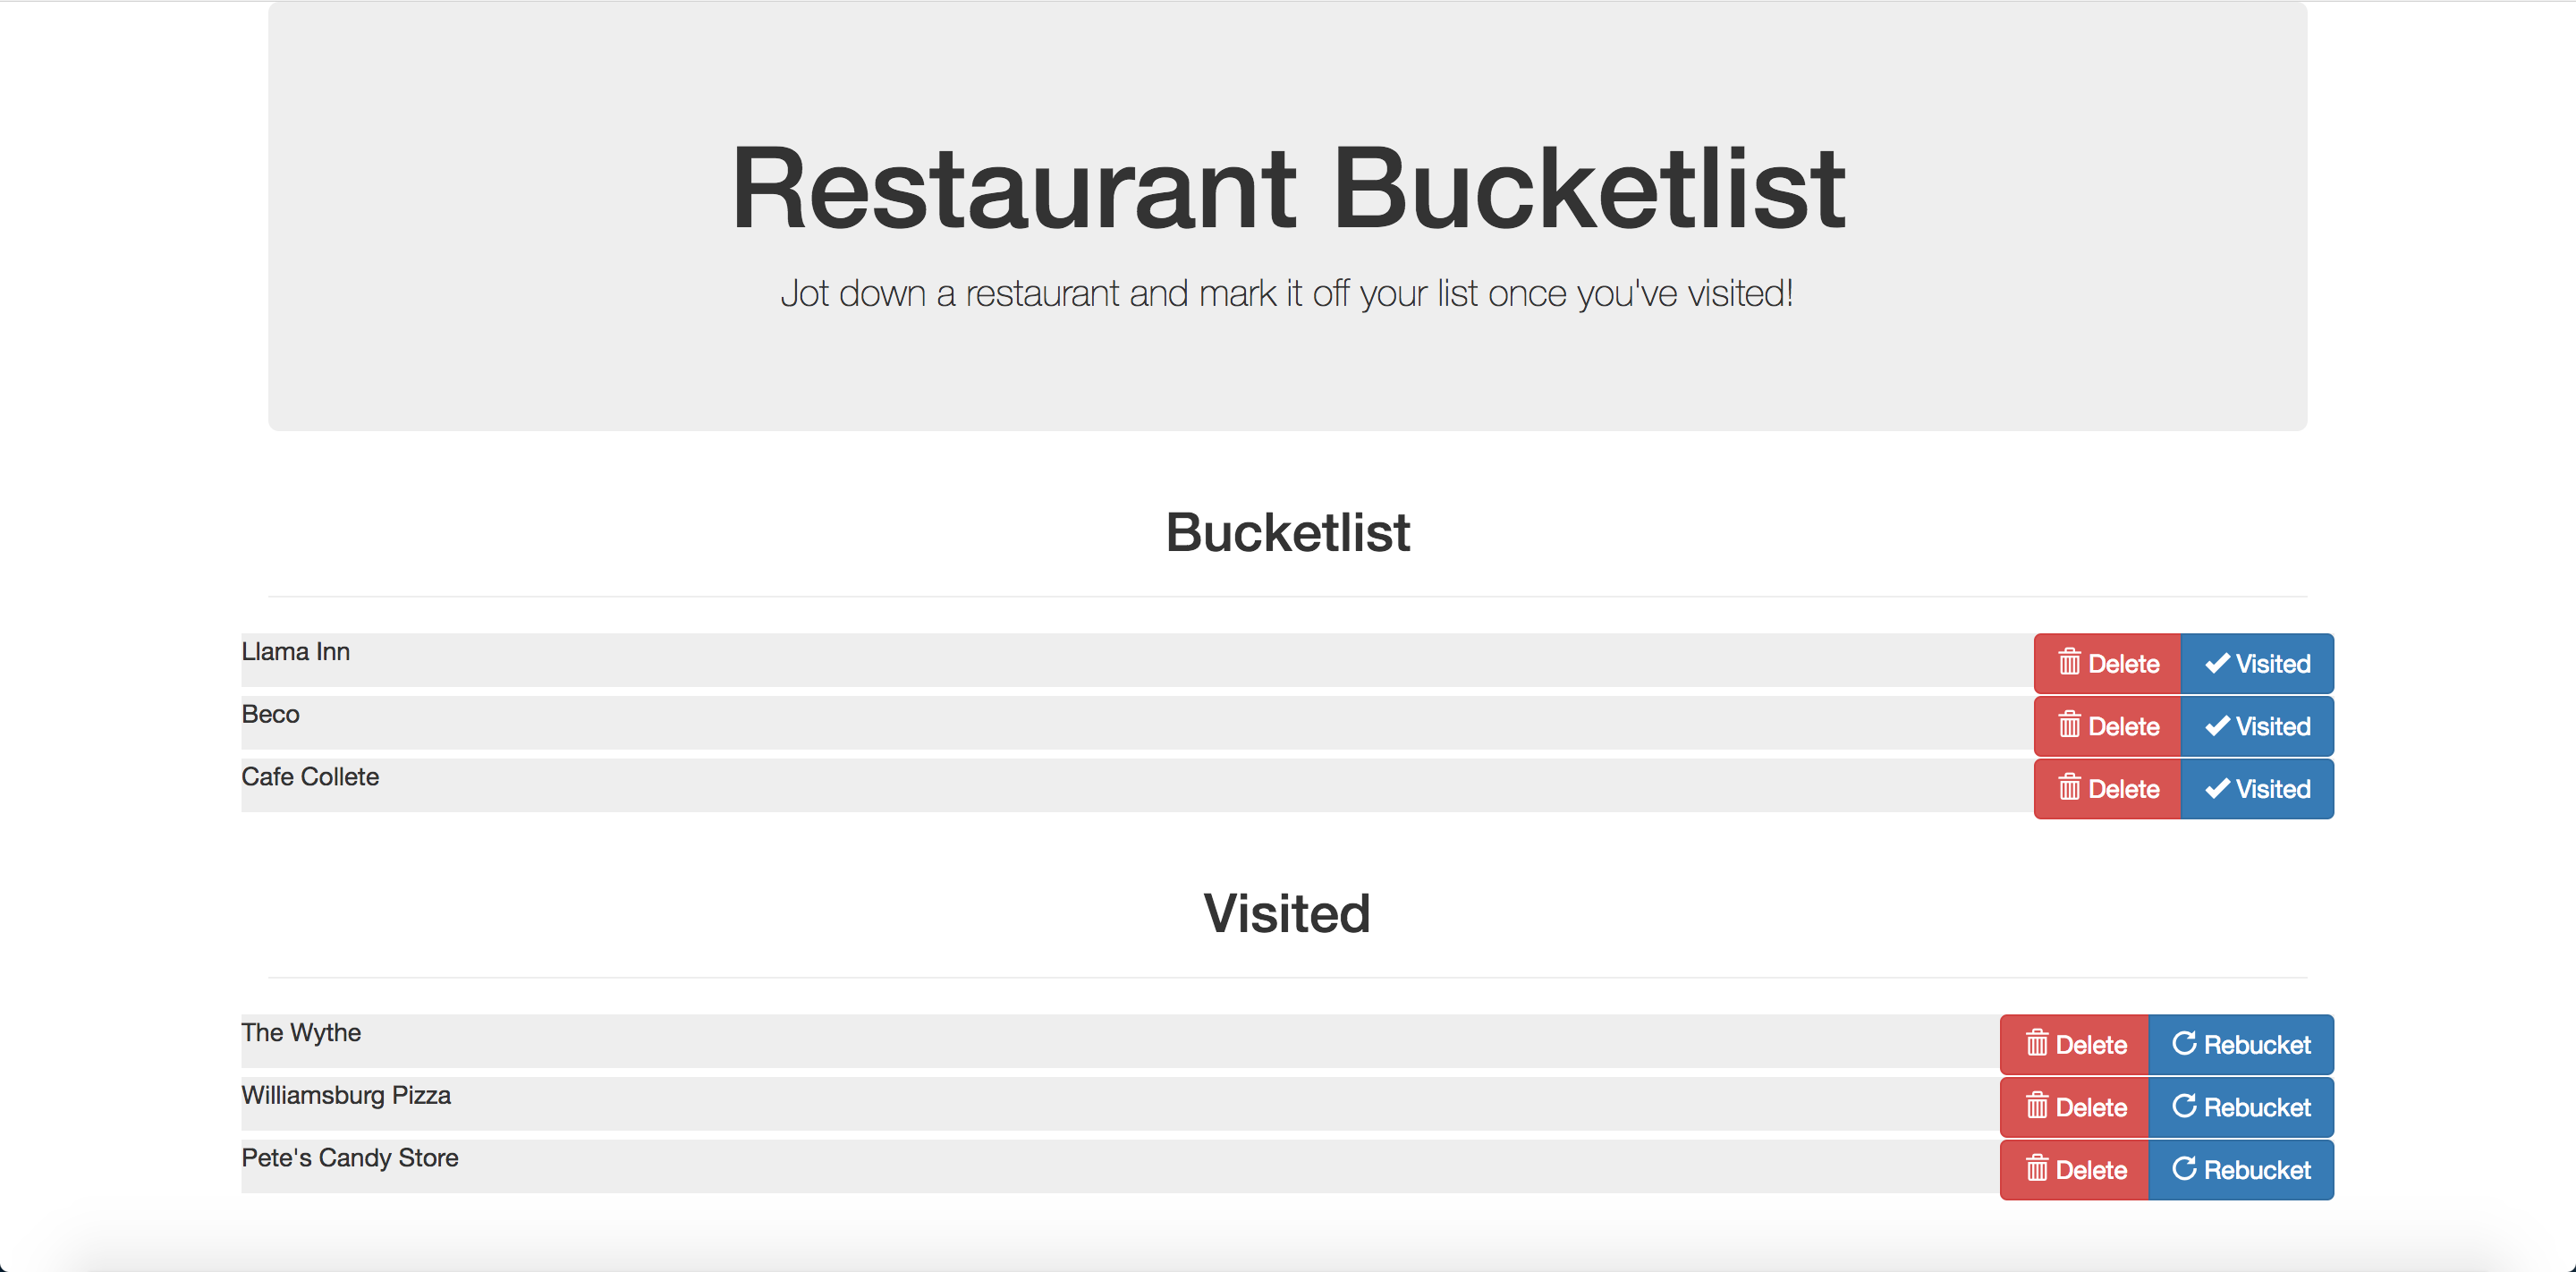 Restaurant Bucketlist
Jot down a restaurant and mark it off your list once you've visited!
Bucketlist
Llama Inn Delete Visited
Beco Delete Visited
Cafe Collete Delete Visited
Visited
The Wythe Delete Rebucket
Williamsburg Pizza Delete Rebucket
Pete's Candy Store Delete Rebucket